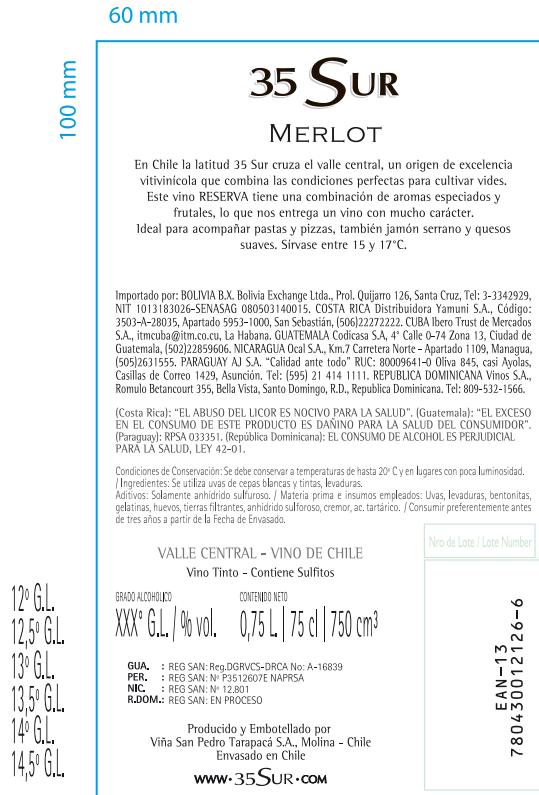 60 mm
100 mm
35 SUR
MERLOT
En Chile la latitud 35 Sur cruza el valle central, un origen de excelencia
vitivinícola que combina las condiciones perfectas para cultivar vides.
Este vino RESERVA tiene una combinación de aromas especiados y
frutales, lo que nos entrega un vino con mucho carácter.
Ideal para acompañar pastas y pizzas, también jamón serrano y quesos
suaves. Sírvase entre 15 y 17°C.
Importado por: BOLIVIA B.X. Bolivia Exchange Ltda., Prol. Quijarro 126, Santa Cruz, Tel: 3-3342929,
NIT 1013183026-SENASAG 080503140015. COSTA RICA Distribuidora Yamuni S.A., Código:
3503-A-28035, Apartado 5953-1000, San Sebastián, (506)22272222. CUBA Ibero Trust de Mercados
S.A., itmcuba@itm.co.cu, La Habana. GUATEMALA Codicasa S.A, 4° Calle 0-74 Zona 13, Ciudad de
Guatemala, (502)22859606. NICARAGUA Ocal S.A., Km.7 Carretera Norte - Apartado 1109, Managua,
(505)2631555. PARAGUAY AJ S.A. “Calidad ante todo” RUC: 80009641-0 Oliva 845, casi Ayolas,
Casillas de Correo 1429, Asunción. Tel: (595) 21 414 1111. REPUBLICA DOMINICANA Vinos S.A.,
Romulo Betancourt 355, Bella Vista, Santo Domingo, R.D., Republica Dominicana. Tel: 809-532-1566.
(Costa Rica): “EL ABUSO DEL LICOR ES NOCIVO PARA LA SALUD”. (Guatemala): “EL EXCESO
EN EL CONSUMO DE ESTE PRODUCTO ES DAÑINO PARA LA SALUD DEL CONSUMIDOR”.
(Paraguay): RPSA 033351. (República Dominicana): EL CONSUMO DE ALCOHOL ES PERJUDICIAL
PARA LA SALUD, LEY 42-01.
Condiciones de Conservación: Se debe conservar a temperaturas de hasta 20º C y en lugares con poca luminosidad.
/ Ingredientes: Se utiliza uvas de cepas blancas y tintas, levaduras.
Aditivos: Solamente anhídrido sulfuroso. / Materia prima e insumos empleados: Uvas, levaduras, bentonitas,
gelatinas, huevos, tierras filtrantes, anhidrido sulforoso, cremor, ac. tartárico. / Consumir preferentemente antes
de tres años a partir de la Fecha de Envasado.
Nro de Lote / Lote Number
VALLE CENTRAL - VINO DE CHILE
Vino Tinto - Contiene Sulfitos
GRADO ALCOHOLICO
XXXº G.L. / % vol.
CONTENIDO NETO
0,75 L. | 75 cl | 750 cm³
12º G.L.
12,5º G.L.
13º G.L.
13,5º G.L.
14º G.L.
14,5º G.L.
GUA. : REG SAN: Reg.DGRVCS-DRCA No: A-16839
PER. : REG SAN: Nº P3512607E NAPRSA
NIC. : REG SAN: Nº 12.801
R.DOM.: REG SAN: EN PROCESO
EAN-13
780430012126-6
Producido y Embotellado por
Viña San Pedro Tarapacá S.A., Molina - Chile
Envasado en Chile
WWW·35SUR·COM